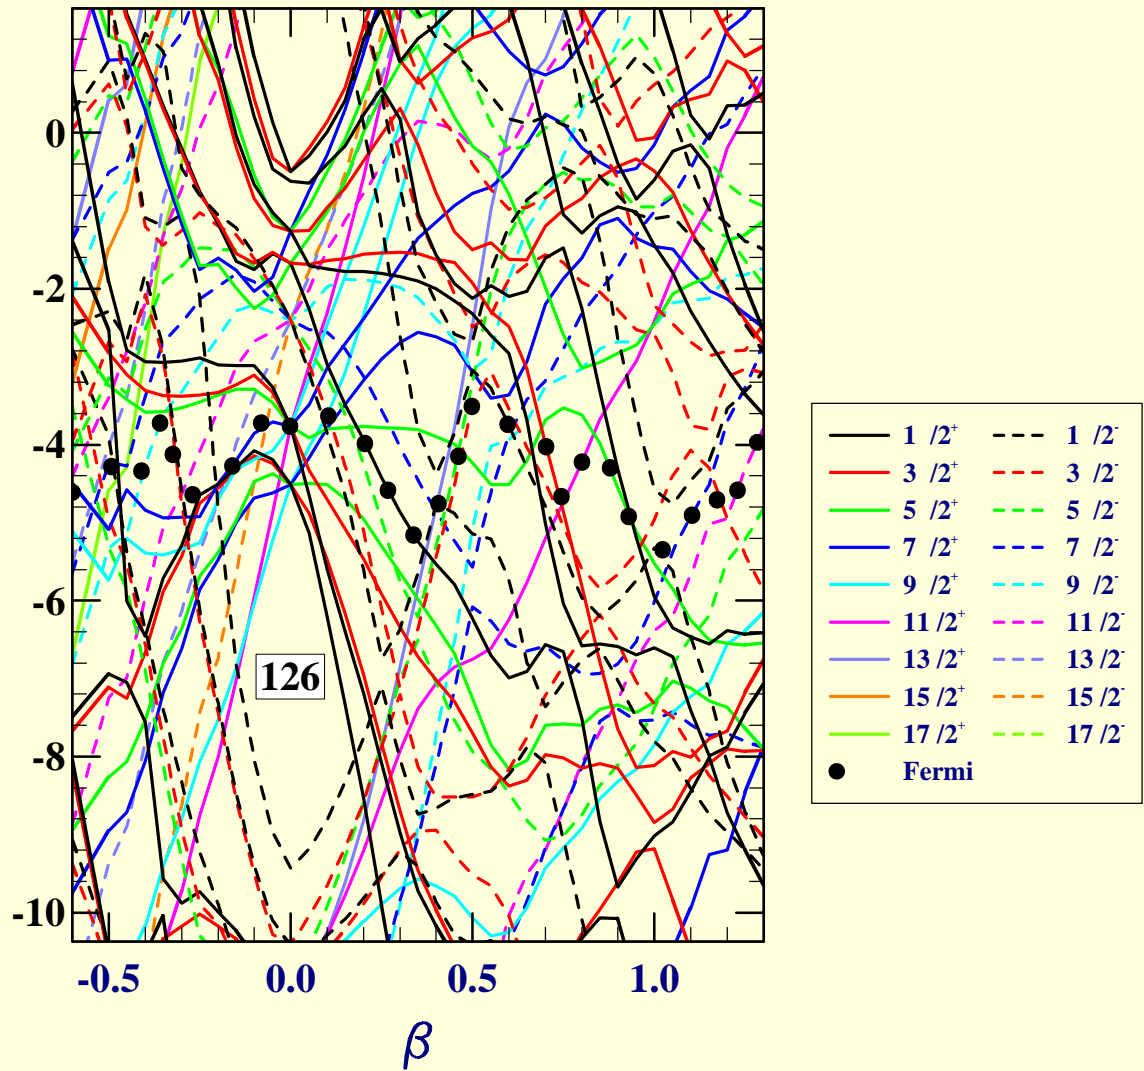 0
-2
-4
-6
-8
-10
126
-0.5 0.0 0.5 1.0
β
1 /2⁺ 1 /2⁻
3 /2⁺ 3 /2⁻
5 /2⁺ 5 /2⁻
7 /2⁺ 7 /2⁻
9 /2⁺ 9 /2⁻
11 /2⁺ 11 /2⁻
13 /2⁺ 13 /2⁻
15 /2⁺ 15 /2⁻
17 /2⁺ 17 /2⁻
Fermi